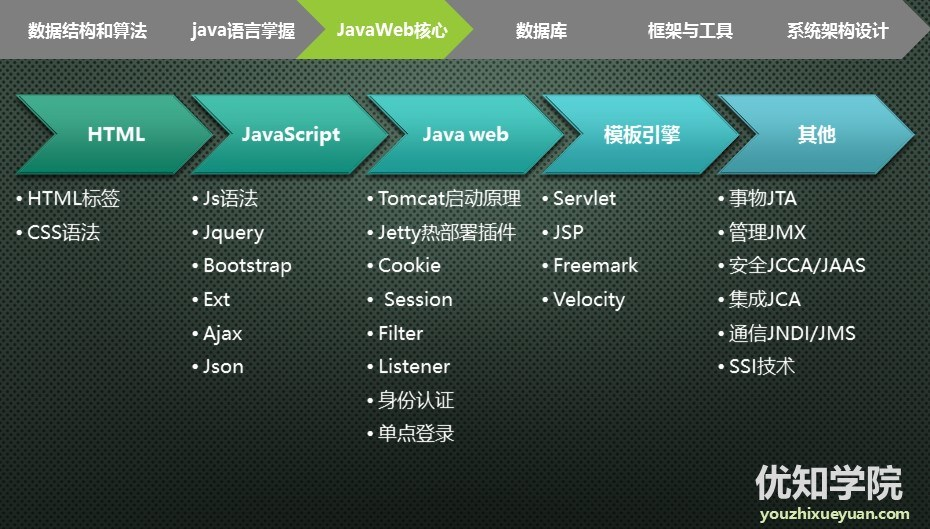 数据结构和算法
java语言掌握
JavaWeb核心
数据库
框架与工具
系统架构设计
HTML
• HTML标签
• CSS语法
JavaScript
• Js语法
• Jquery
• Bootstrap
• Ext
• Ajax
• Json
Java web
• Tomcat启动原理
• Jetty热部署插件
• Cookie
• Session
• Filter
• Listener
• 身份认证
• 单点登录
模板引擎
• Servlet
• JSP
• Freemark
• Velocity
其他
• 事物JTA
• 管理JMX
• 安全JCCA/JAAS
• 集成JCA
• 通信JNDI/JMS
• SSI技术
优知学院
youzhixueyuan.com